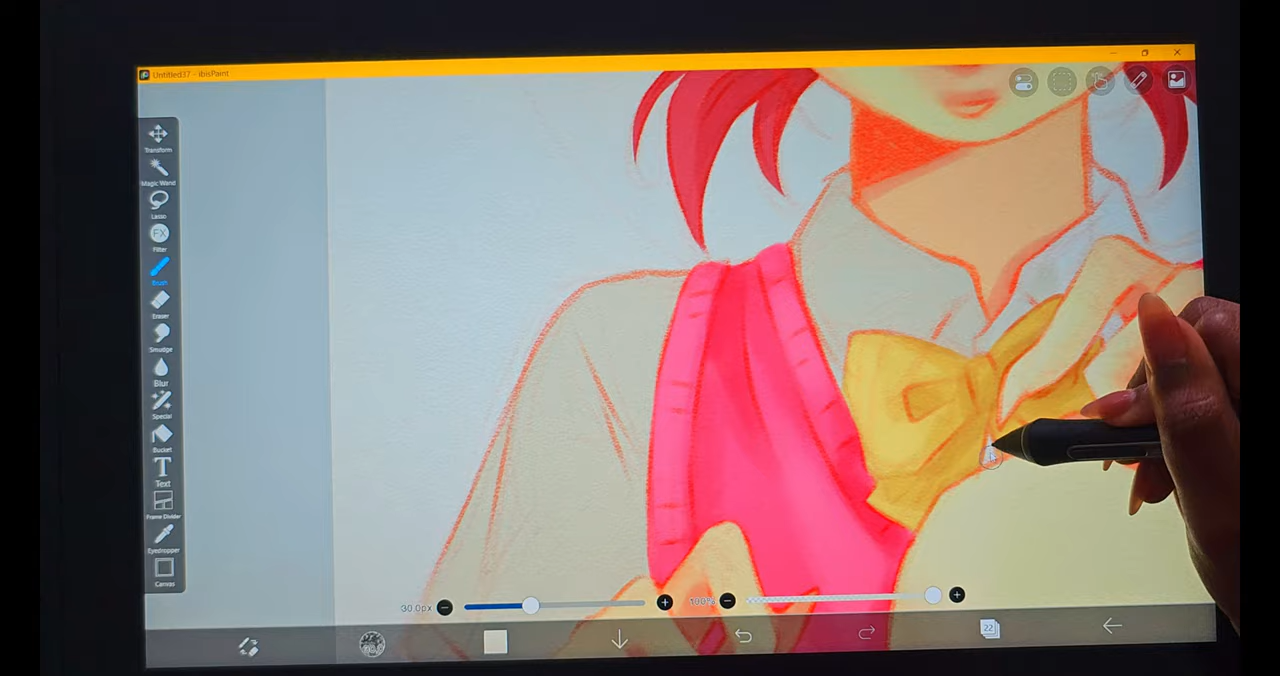 Untitled37 - ibisPaint
Transform
Magic Wand
Lasso
FX
Filter
Brush
Eraser
Smudge
Blur
Special
Bucket
T
Text
Frame Divider
Eyedropper
Canvas
30.0px
100%
22